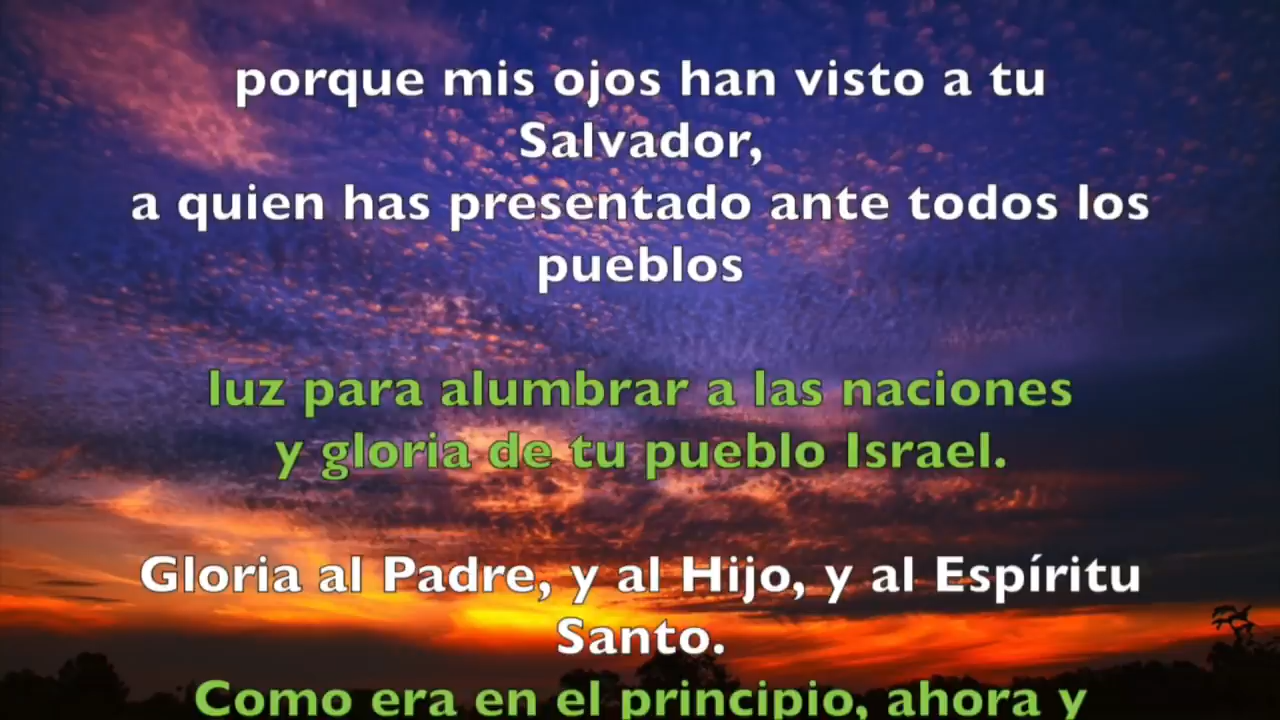 porque mis ojos han visto a tu
Salvador,
a quien has presentado ante todos los
pueblos
luz para alumbrar a las naciones
y gloria de tu pueblo Israel.
Gloria al Padre, y al Hijo, y al Espíritu
Santo.
Como era en el principio, ahora y